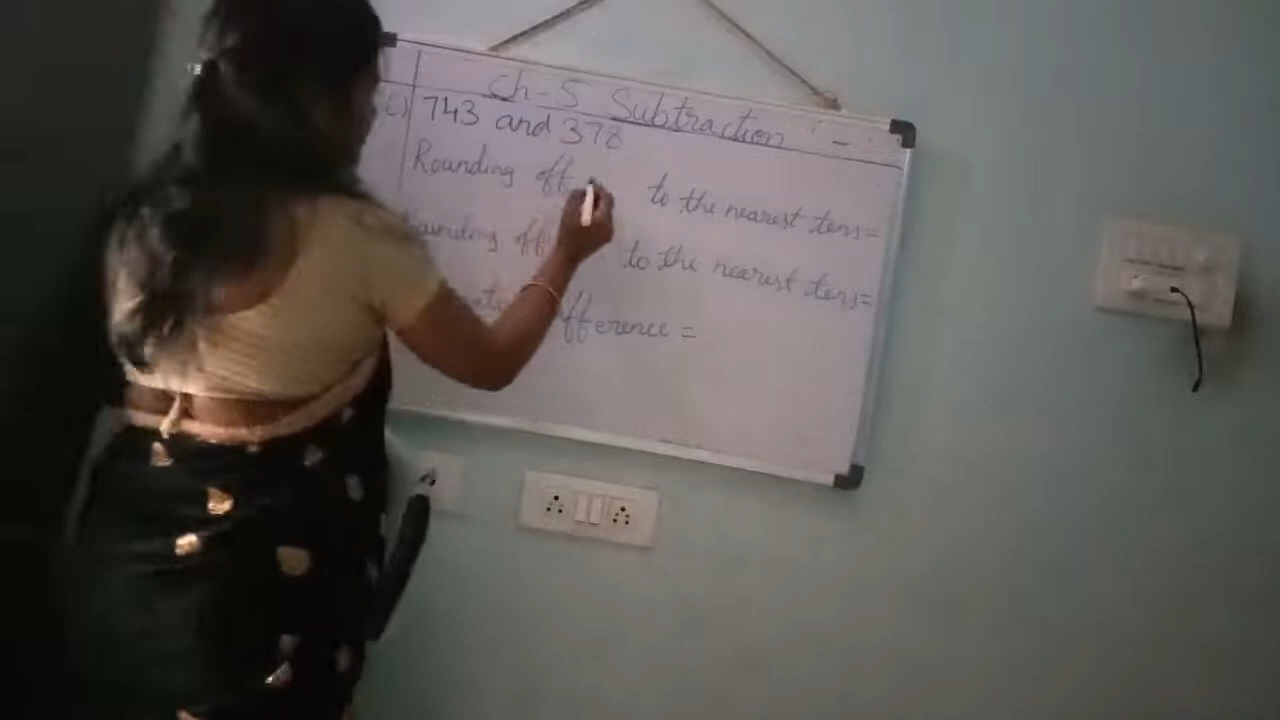 Ch-5 Subtraction :-
c) 743 and 378
Rounding off to the nearest tens=
Rounding off to the nearest tens=
difference =